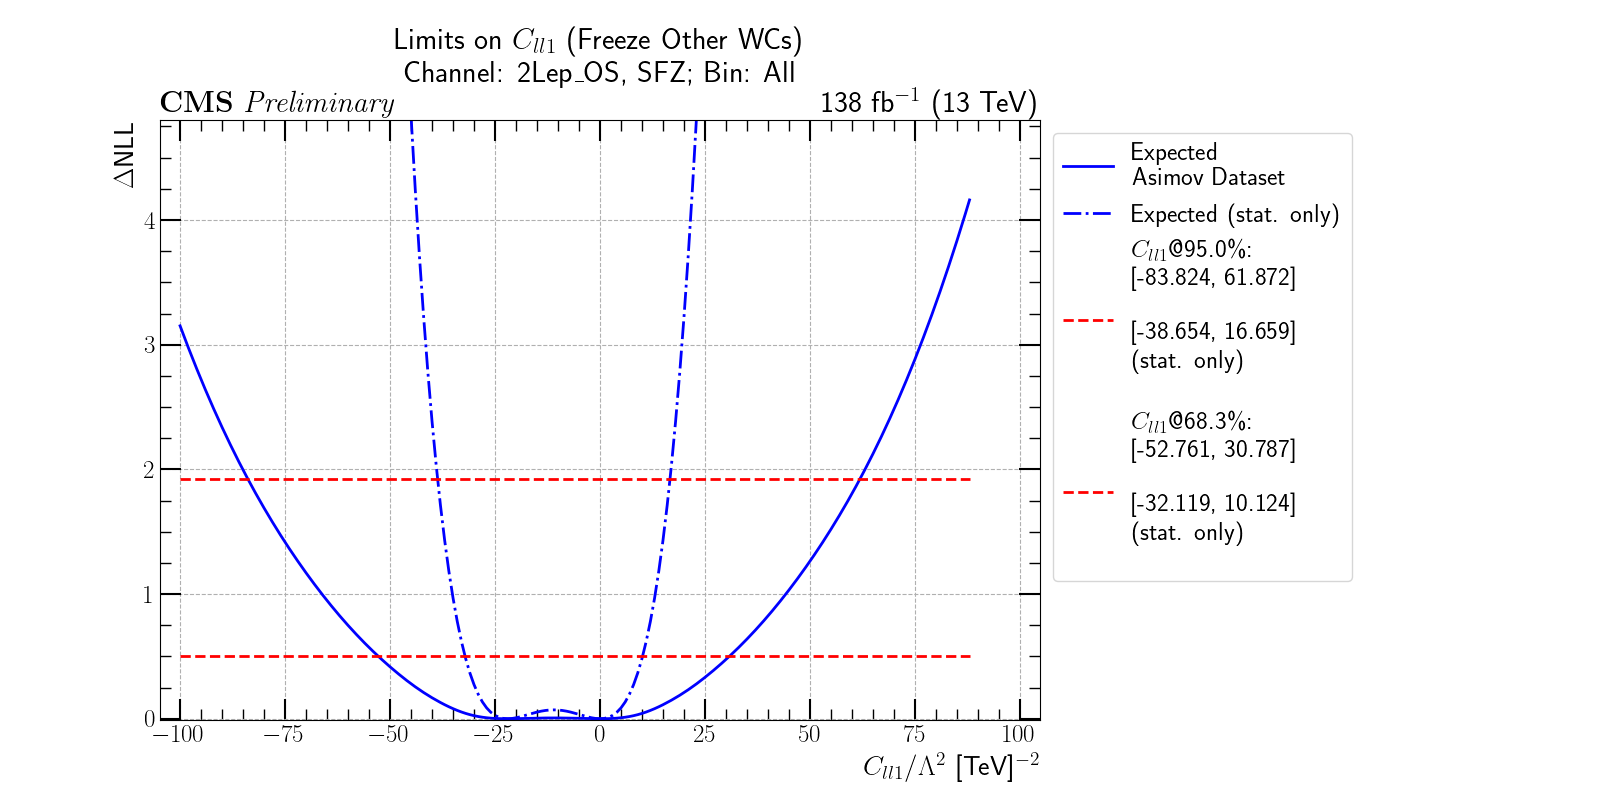 Limits on C_{ll1} (Freeze Other WCs)
Channel: 2Lep_OS, SFZ; Bin: All
CMS Preliminary
138 fb^{-1} (13 TeV)
ΔNLL
4
3
2
1
0
−100 −75 −50 −25 0 25 50 75 100
C_{ll1}/Λ^2 [TeV]^{-2}
Expected
Asimov Dataset
Expected (stat. only)
C_{ll1}@95.0%:
[-83.824, 61.872]
[-38.654, 16.659]
(stat. only)
C_{ll1}@68.3%:
[-52.761, 30.787]
[-32.119, 10.124]
(stat. only)